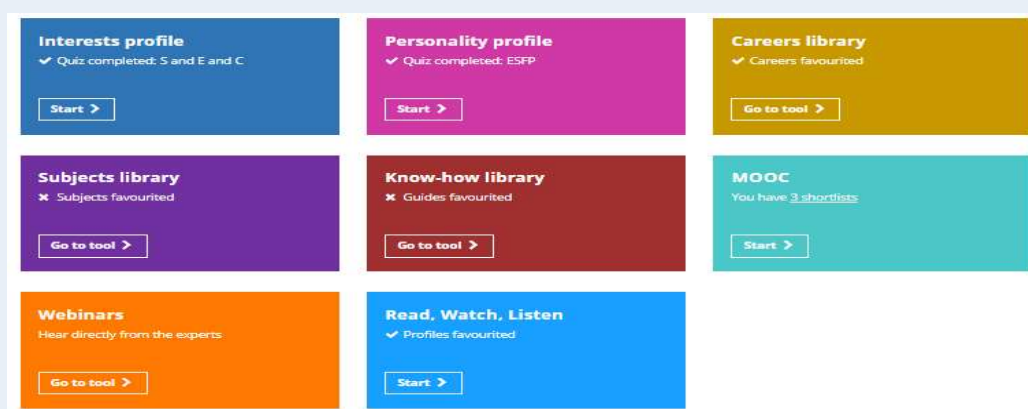 Interests profile
✔ Quiz completed: S and E and C
Start >
Personality profile
✔ Quiz completed: ESFP
Start >
Careers library
✔ Careers favourited
Go to tool >
Subjects library
✖ Subjects favourited
Go to tool >
Know-how library
✖ Guides favourited
Go to tool >
MOOC
You have 3 shortlists
Start >
Webinars
Hear directly from the experts
Go to tool >
Read, Watch, Listen
✔ Profiles favourited
Start >